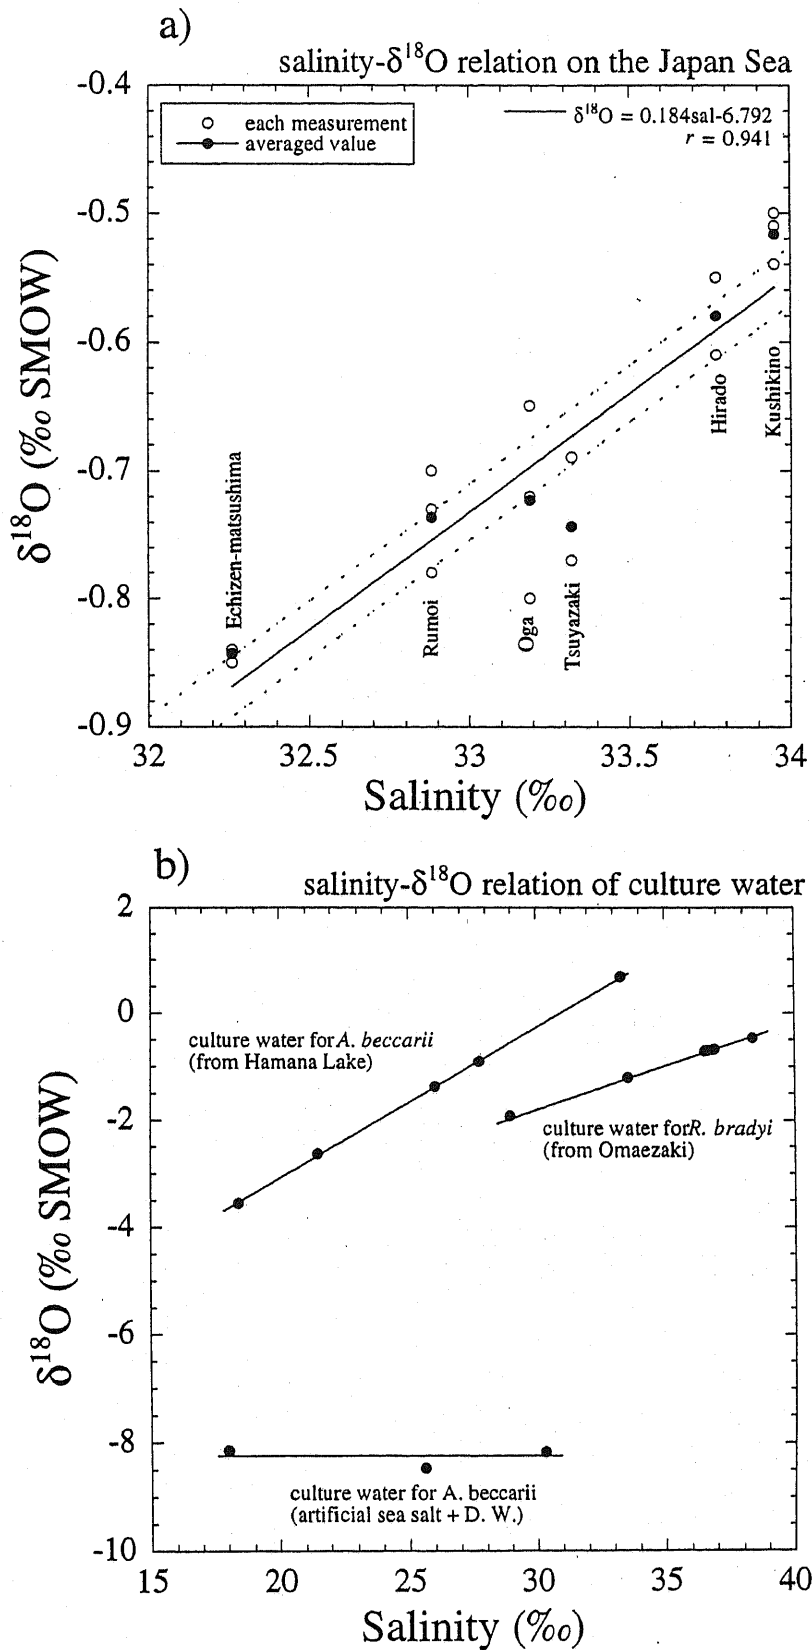 a)
salinity-δ¹⁸O relation on the Japan Sea
-0.4
each measurement
averaged value
δ¹⁸O = 0.184sal-6.792
r = 0.941
-0.5
-0.6
-0.7
-0.8
-0.9
δ¹⁸O (‰ SMOW)
Echizen-matsushima
Rumoi
Oga
Tsuyazaki
Hirado
Kushikino
32 32.5 33 33.5 34
Salinity (‰)
b)
salinity-δ¹⁸O relation of culture water
2
0
-2
-4
-6
-8
-10
δ¹⁸O (‰ SMOW)
culture water for A. beccarii
(from Hamana Lake)
culture water forR. bradyi
(from Omaezaki)
culture water for A. beccarii
(artificial sea salt + D. W.)
15 20 25 30 35 40
Salinity (‰)